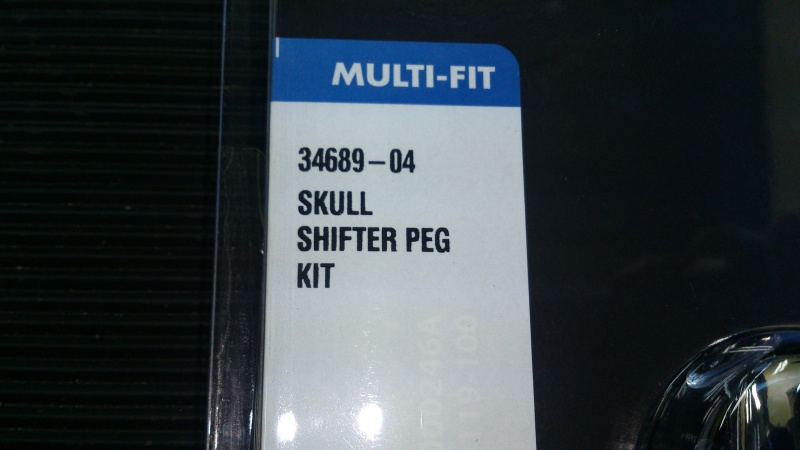 MULTI-FIT
34689-04
SKULL
SHIFTER PEG
KIT